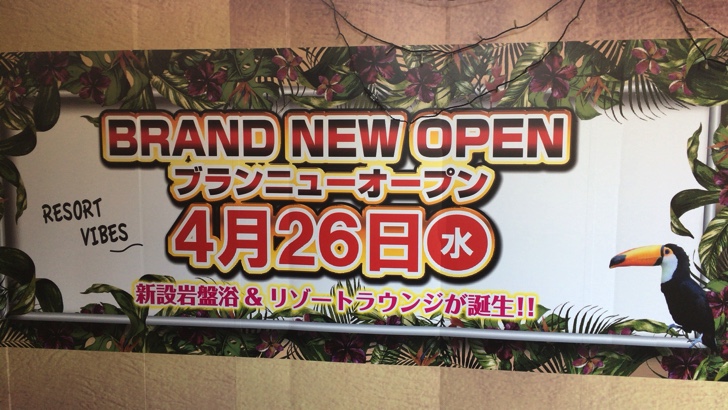 BRAND NEW OPEN
ブランニューオープン
RESORT
VIBES
4月26日水
新設岩盤浴 & リゾートラウンジが誕生!!